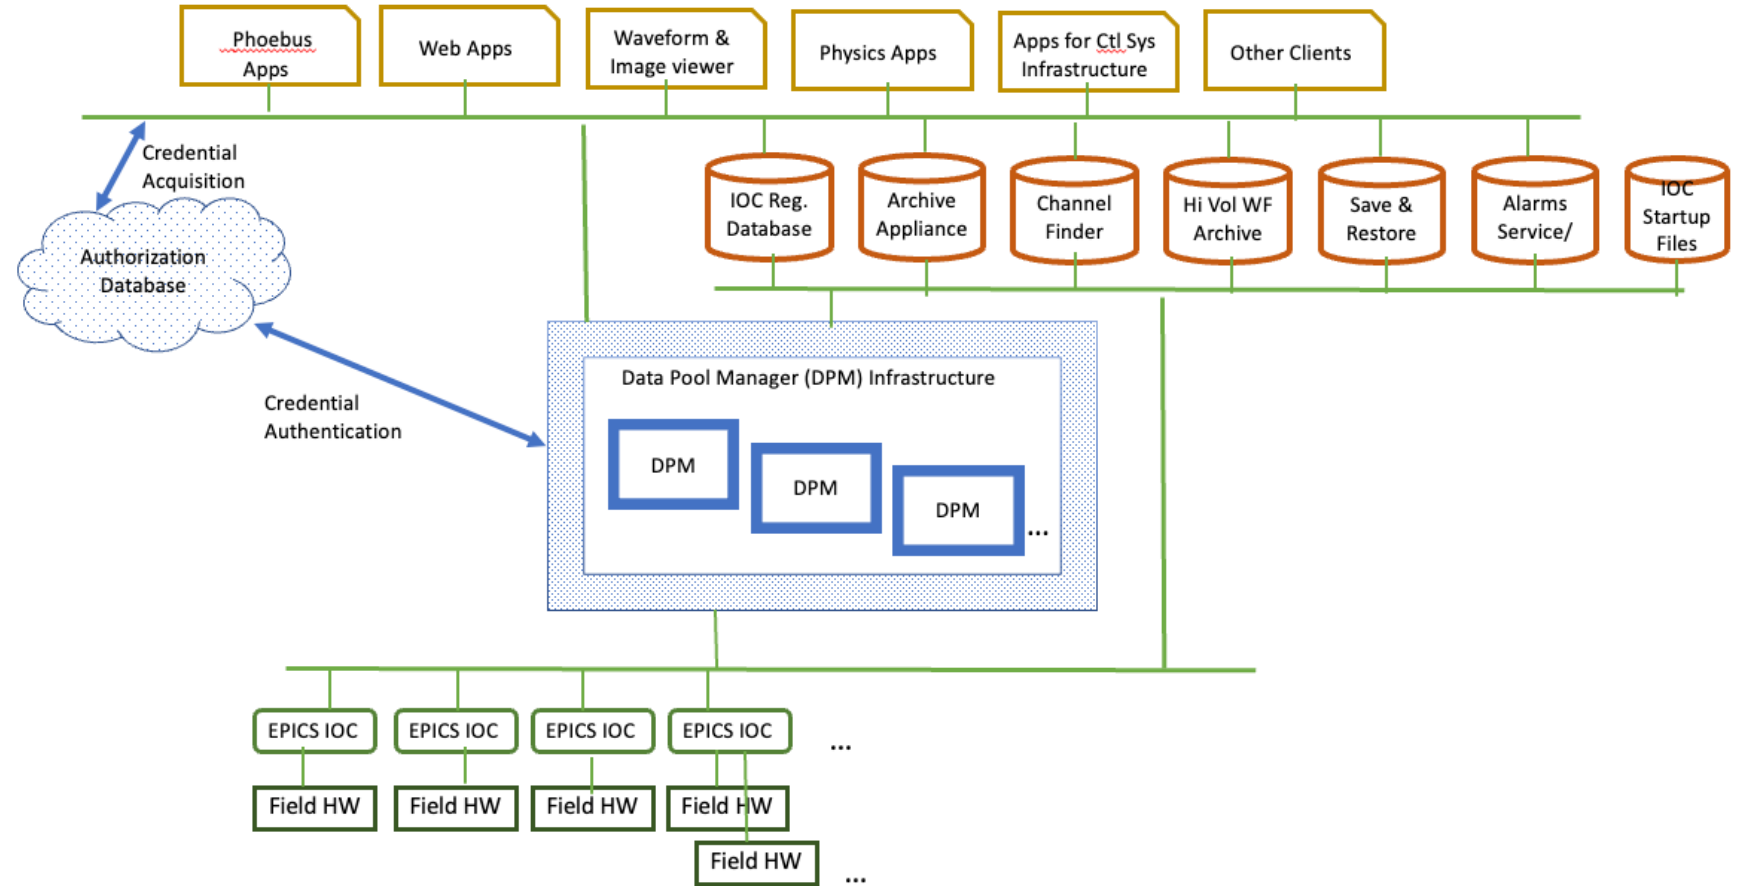 Phoebus
Apps
Web Apps
Waveform &
Image viewer
Physics Apps
Apps for Ctl Sys
Infrastructure
Other Clients
Credential
Acquisition
IOC Reg.
Database
Archive
Appliance
Channel
Finder
Hi Vol WF
Archive
Save &
Restore
Alarms
Service/
IOC
Startup
Files
Authorization
Database
Credential
Authentication
Data Pool Manager (DPM) Infrastructure
DPM
DPM
DPM
...
EPICS IOC
EPICS IOC
EPICS IOC
EPICS IOC
...
Field HW
Field HW
Field HW
Field HW
Field HW
...